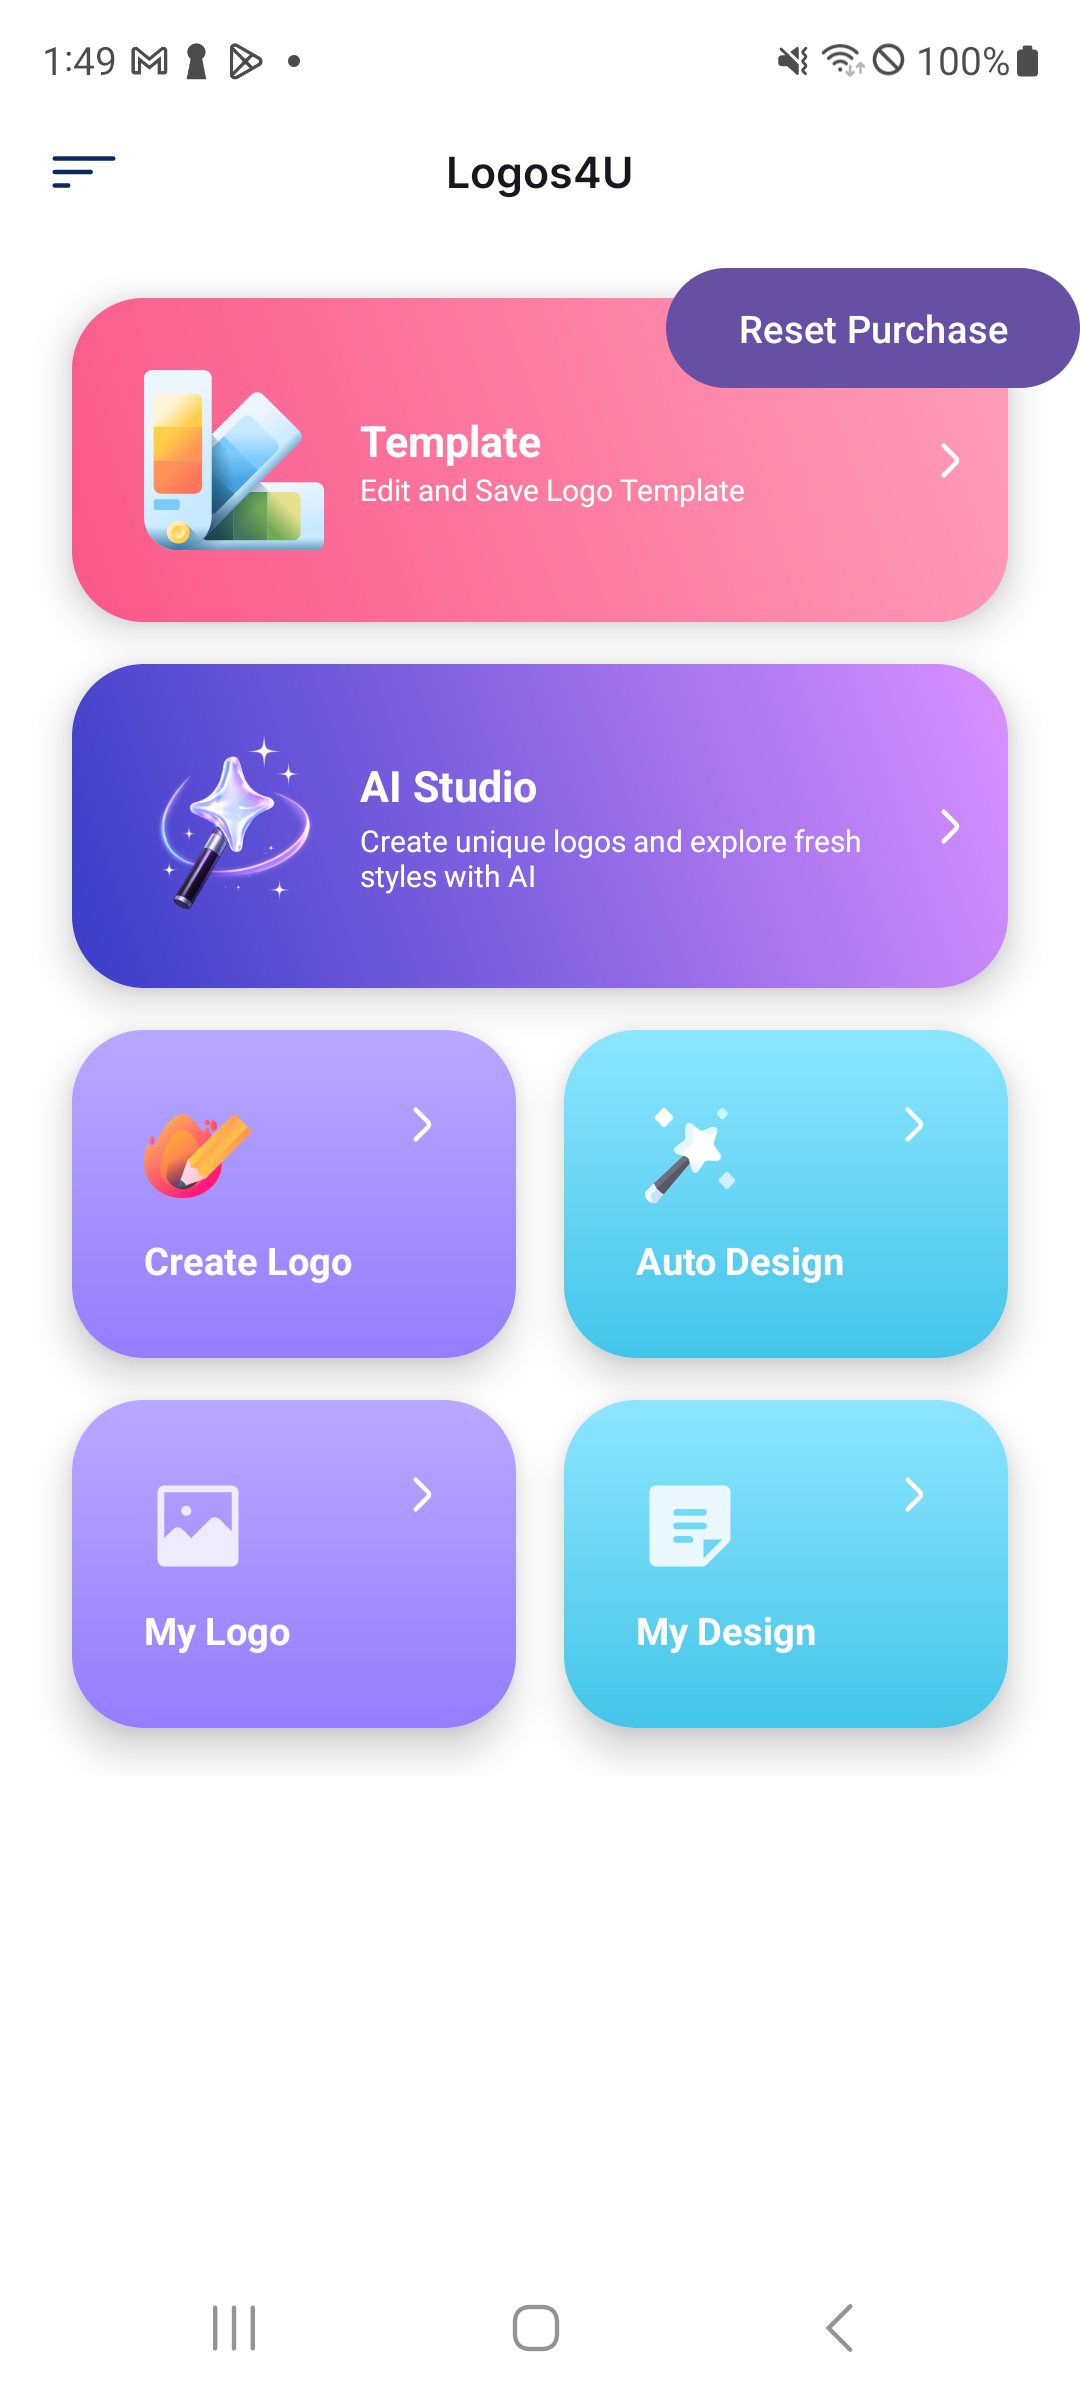 1:49
100%
Logos4U
Reset Purchase
Template
Edit and Save Logo Template
AI Studio
Create unique logos and explore fresh
styles with AI
Create Logo
Auto Design
My Logo
My Design